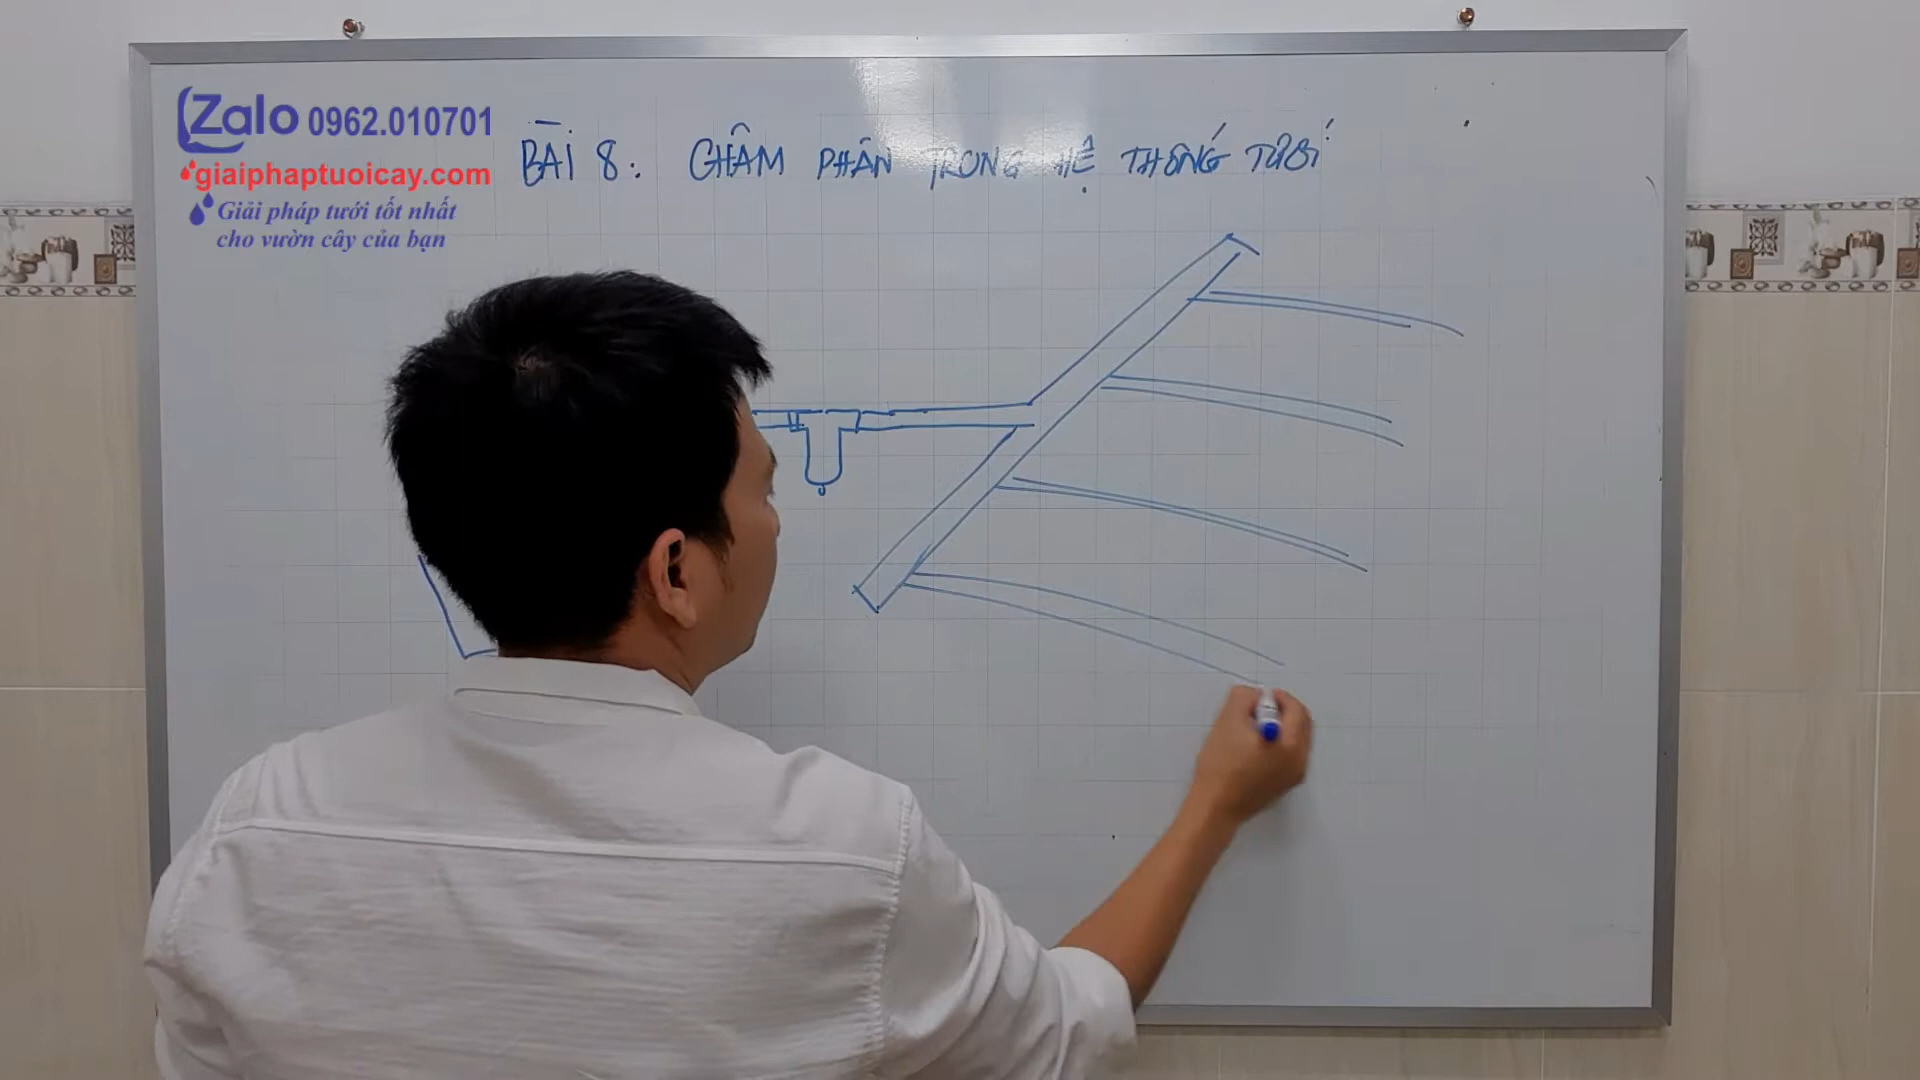 Zalo 0962.010701
giaiphaptuoicay.com
Giải pháp tưới tốt nhất
cho vườn cây của bạn
BÀI 8: CHÂM PHÂN TRONG HỆ THỐNG TƯỚI